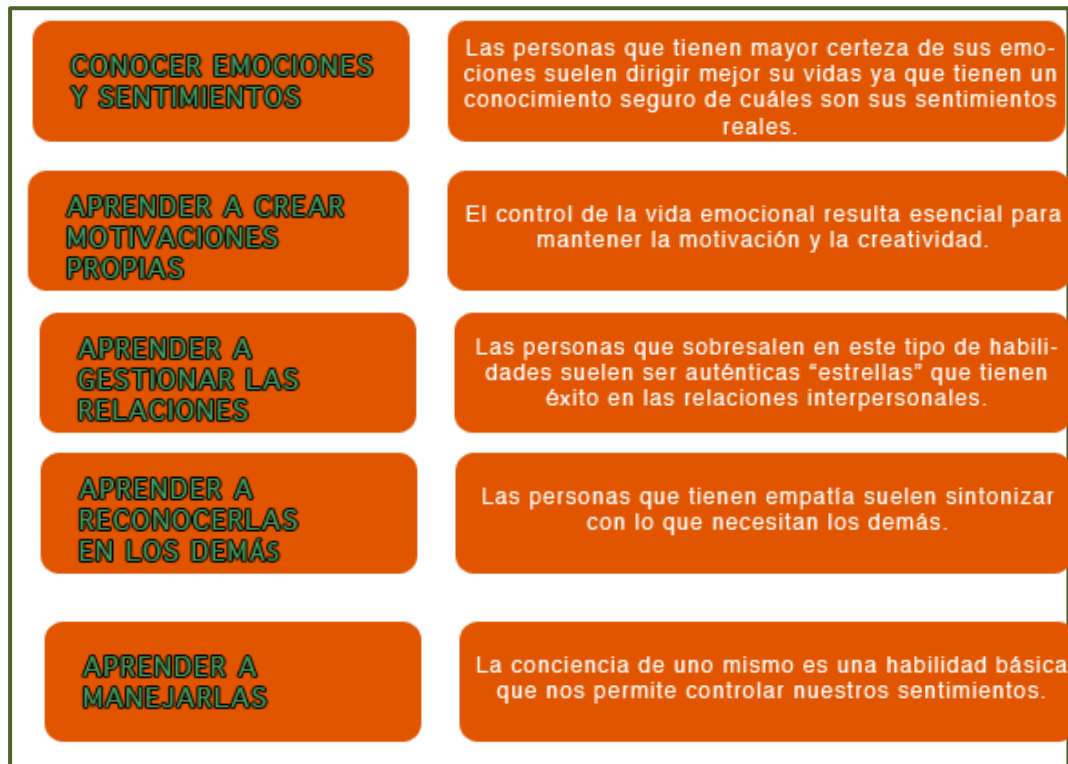 CONOCER EMOCIONES
Y SENTIMIENTOS
Las personas que tienen mayor certeza de sus emo-
ciones suelen dirigir mejor su vidas ya que tienen un
conocimiento seguro de cuáles son sus sentimientos
reales.
APRENDER A CREAR
MOTIVACIONES
PROPIAS
El control de la vida emocional resulta esencial para
mantener la motivación y la creatividad.
APRENDER A
GESTIONAR LAS
RELACIONES
Las personas que sobresalen en este tipo de habili-
dades suelen ser auténticas “estrellas” que tienen
éxito en las relaciones interpersonales.
APRENDER A
RECONOCERLAS
EN LOS DEMÁS
Las personas que tienen empatía suelen sintonizar
con lo que necesitan los demás.
APRENDER A
MANEJARLAS
La conciencia de uno mismo es una habilidad básica
que nos permite controlar nuestros sentimientos.